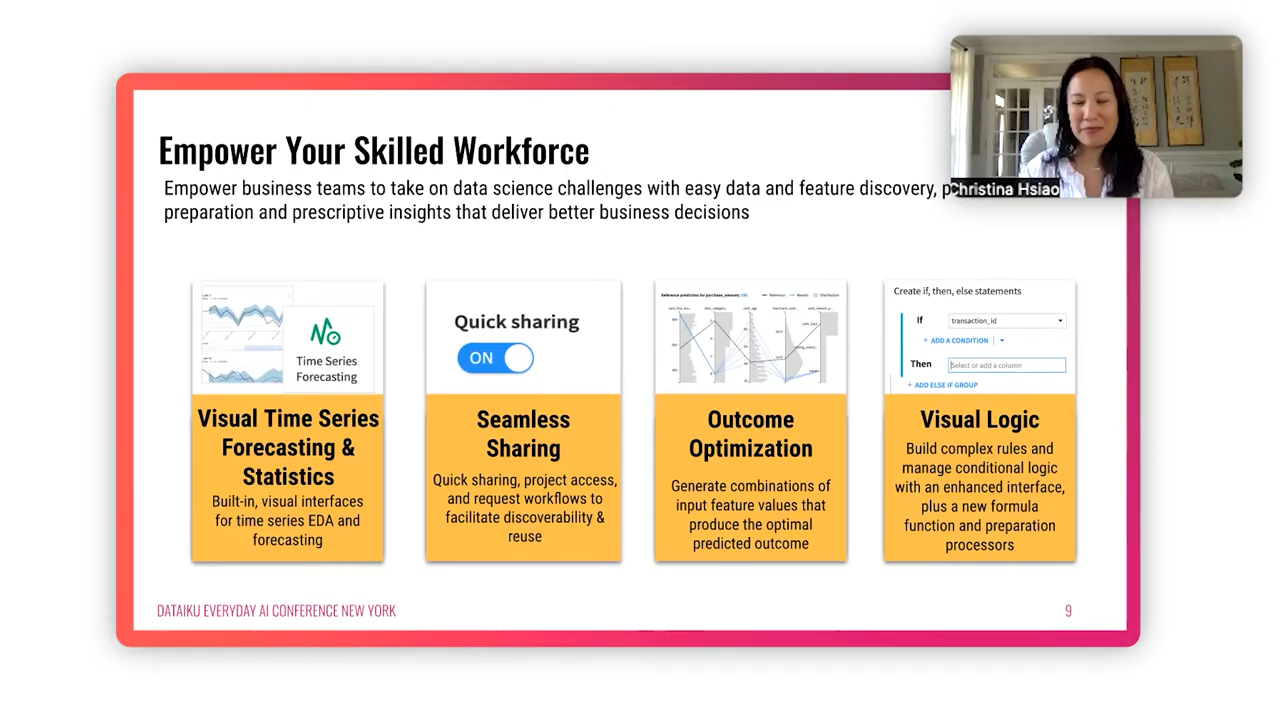 Empower Your Skilled Workforce
Empower business teams to take on data science challenges with easy data and feature discovery,
preparation and prescriptive insights that deliver better business decisions
Christina Hsiao
Time Series
Forecasting
Visual Time Series
Forecasting &
Statistics
Built-in, visual interfaces
for time series EDA and
forecasting
Quick sharing
ON
Seamless
Sharing
Quick sharing, project access,
and request workflows to
facilitate discoverability &
reuse
Outcome
Optimization
Generate combinations of
input feature values that
produce the optimal
predicted outcome
Create if, then, else statements
If
transaction_id
+ ADD A CONDITION
Then
Select or add a column
+ ADD ELSE IF GROUP
Visual Logic
Build complex rules and
manage conditional logic
with an enhanced interface,
plus a new formula
function and preparation
processors
DATAIKU EVERYDAY AI CONFERENCE NEW YORK
9